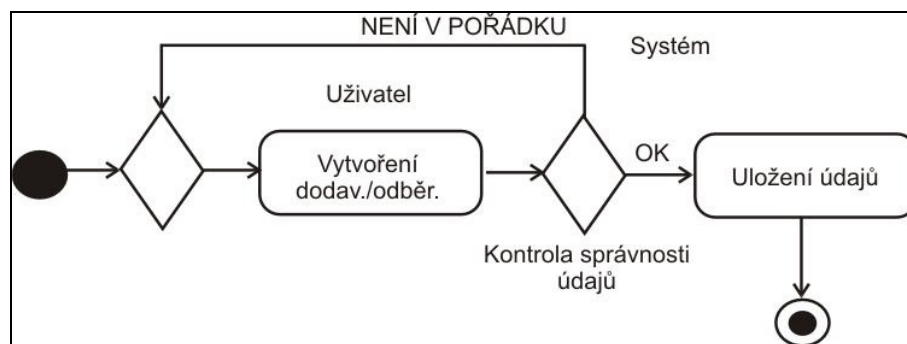 NENÍ V POŘÁDKU
Systém
Uživatel
Vytvoření
dodav./odběr.
OK
Uložení údajů
Kontrola správnosti
údajů